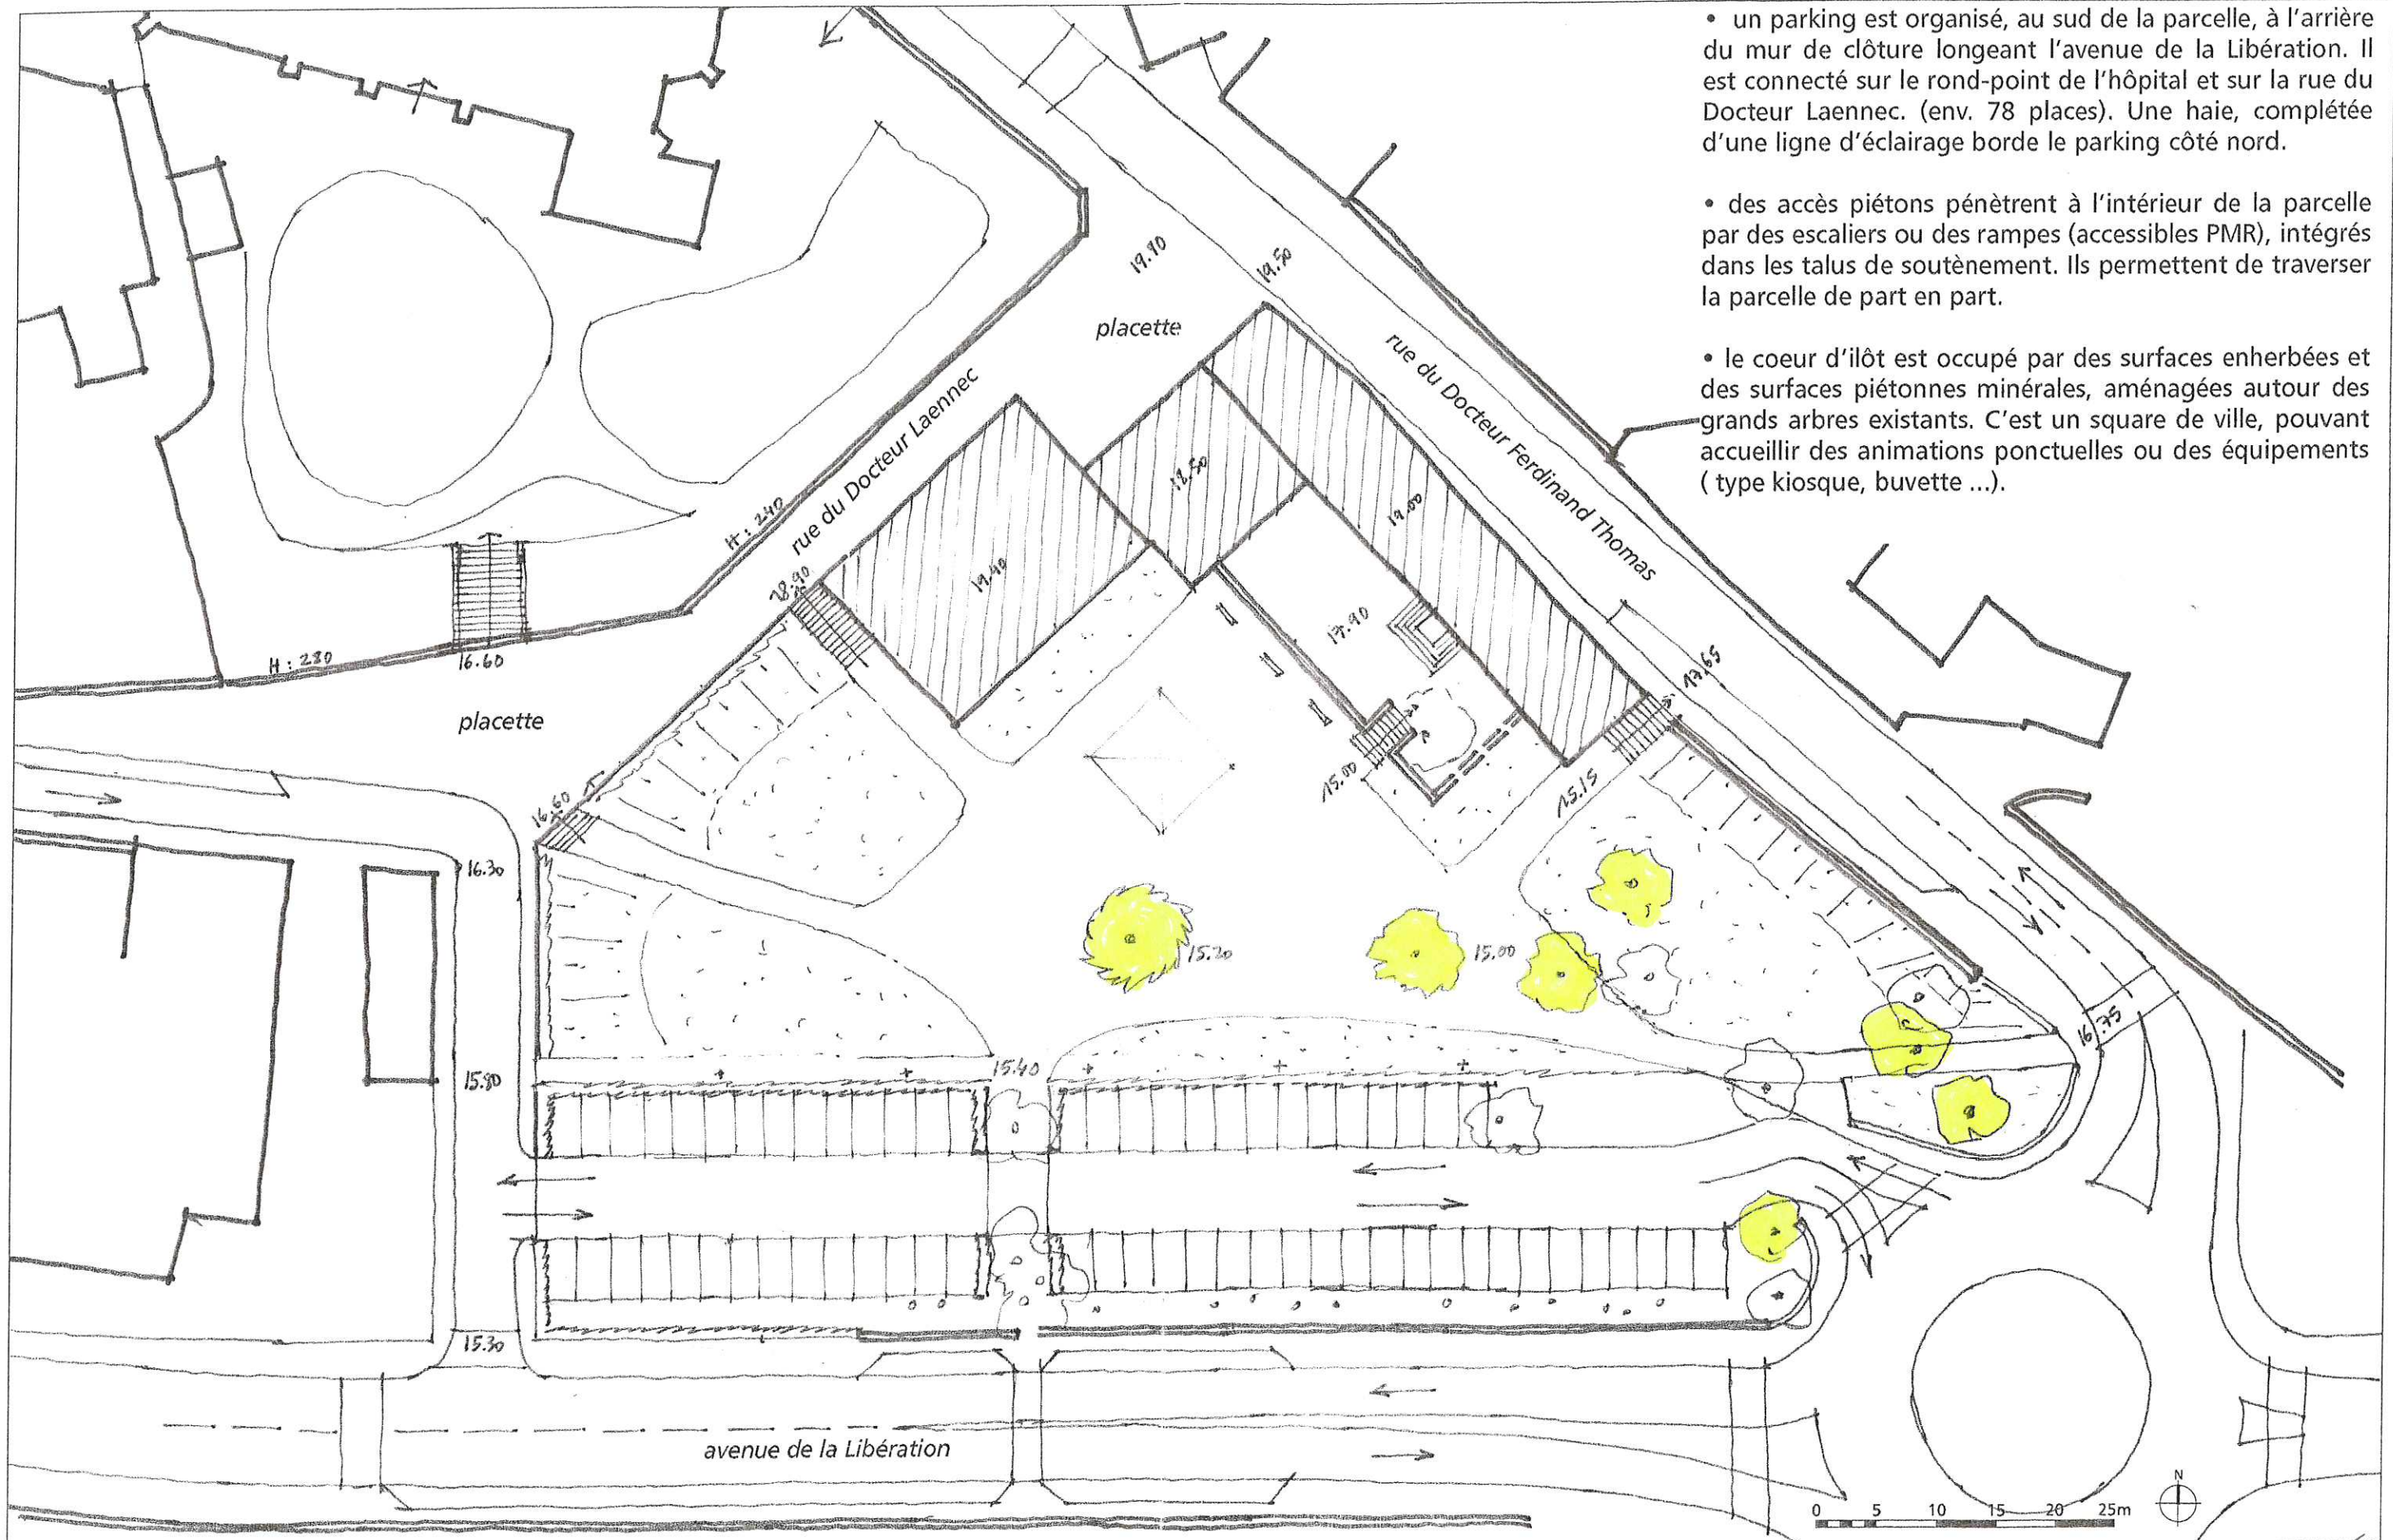 • un parking est organisé, au sud de la parcelle, à l'arrière
du mur de clôture longeant l'avenue de la Libération. Il
est connecté sur le rond-point de l'hôpital et sur la rue du
Docteur Laennec. (env. 78 places). Une haie, complétée
d'une ligne d'éclairage borde le parking côté nord.
• des accès piétons pénètrent à l'intérieur de la parcelle
par des escaliers ou des rampes (accessibles PMR), intégrés
dans les talus de soutènement. Ils permettent de traverser
la parcelle de part en part.
• le coeur d'ilôt est occupé par des surfaces enherbées et
des surfaces piétonnes minérales, aménagées autour des
grands arbres existants. C'est un square de ville, pouvant
accueillir des animations ponctuelles ou des équipements
( type kiosque, buvette ...).
19.90
19.50
placette
rue du Docteur Ferdinand Thomas
rue du Docteur Laennec
H: 240
18.50
19.00
19.40
17.90
H: 280
16.60
17.65
placette
15.00
15.15
16.60
16.30
15.20
15.00
16.75
15.40
15.80
15.30
avenue de la Libération
N
0 5 10 15 20 25m